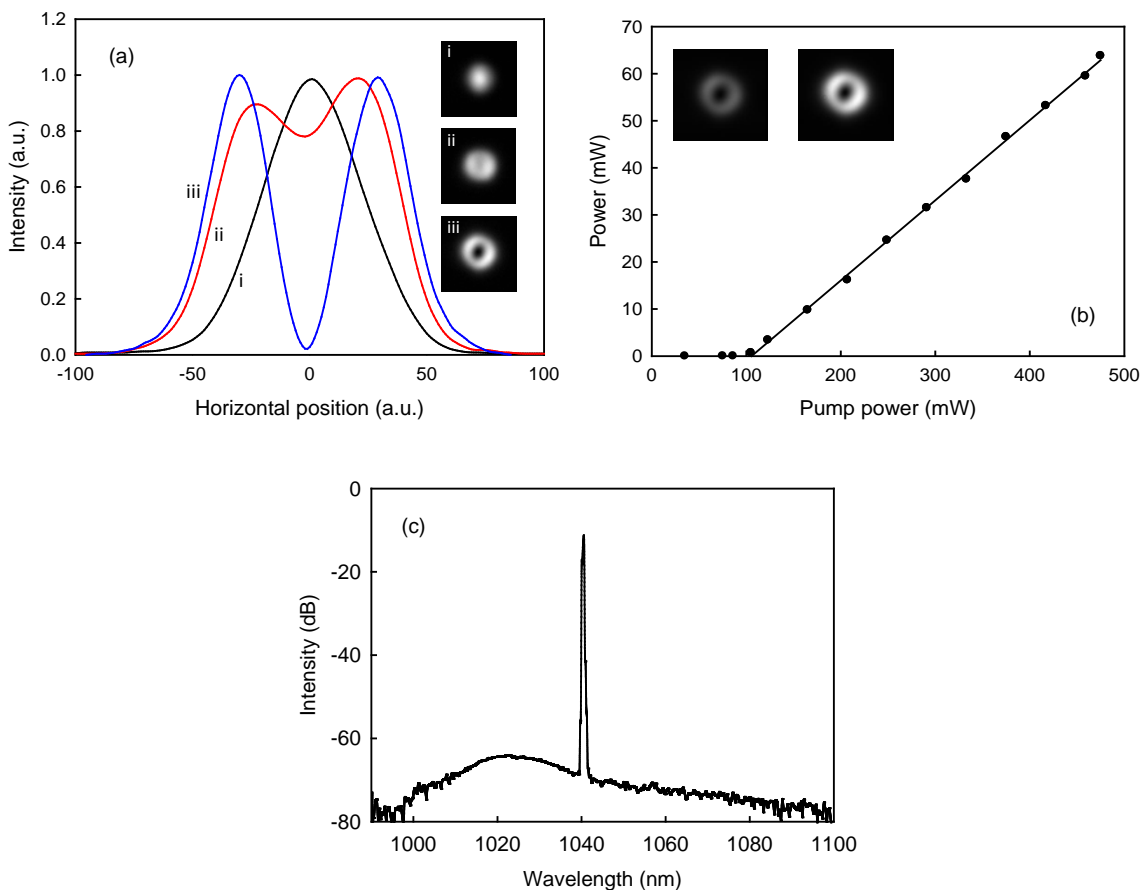 1.2
1.0
0.8
0.6
0.4
0.2
0.0
-100
-50
0
50
100
Intensity (a.u.)
Horizontal position (a.u.)
(a)
i
ii
iii
iii
ii
i
70
60
50
40
30
20
10
0
0
100
200
300
400
500
Power (mW)
Pump power (mW)
(b)
0
-20
-40
-60
-80
1000
1020
1040
1060
1080
1100
Intensity (dB)
Wavelength (nm)
(c)